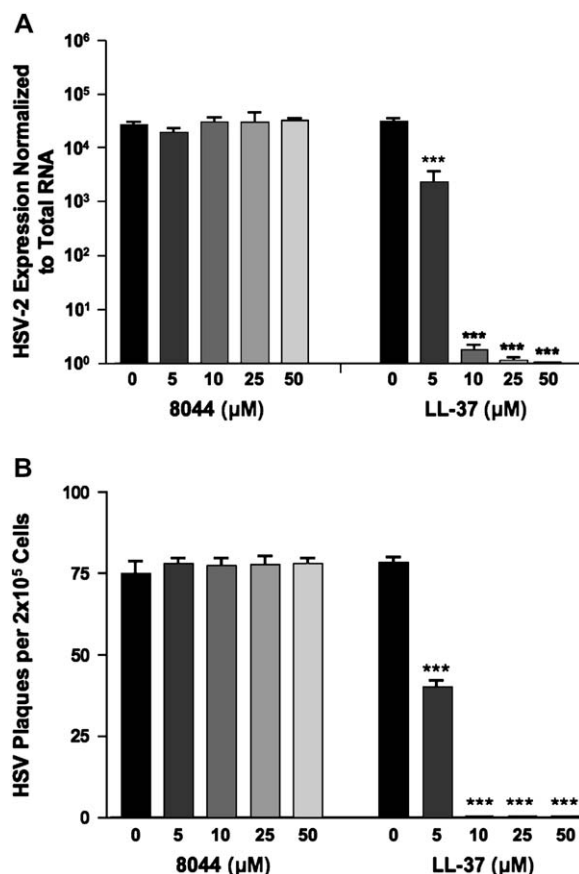 A
HSV-2 Expression Normalized
to Total RNA
10⁶
10⁵
10⁴
10³
10²
10¹
10⁰
***
***
***
***
0 5 10 25 50 0 5 10 25 50
8044 (µM) LL-37 (µM)
B
HSV Plaques per 2x10⁵ Cells
100
75
50
25
0
***
*** *** ***
0 5 10 25 50 0 5 10 25 50
8044 (µM) LL-37 (µM)